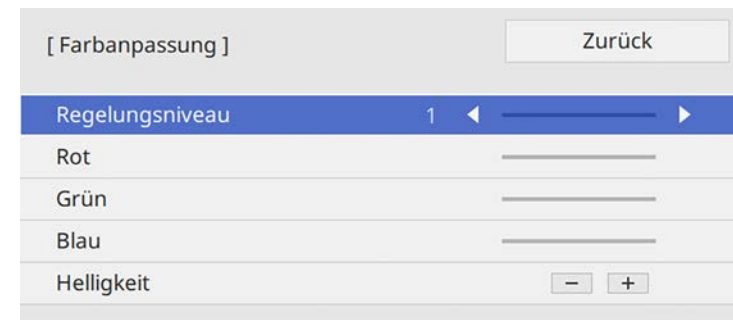 [ Farbanpassung ] Zurück
Regelungsniveau 1
Rot
Grün
Blau
Helligkeit − +